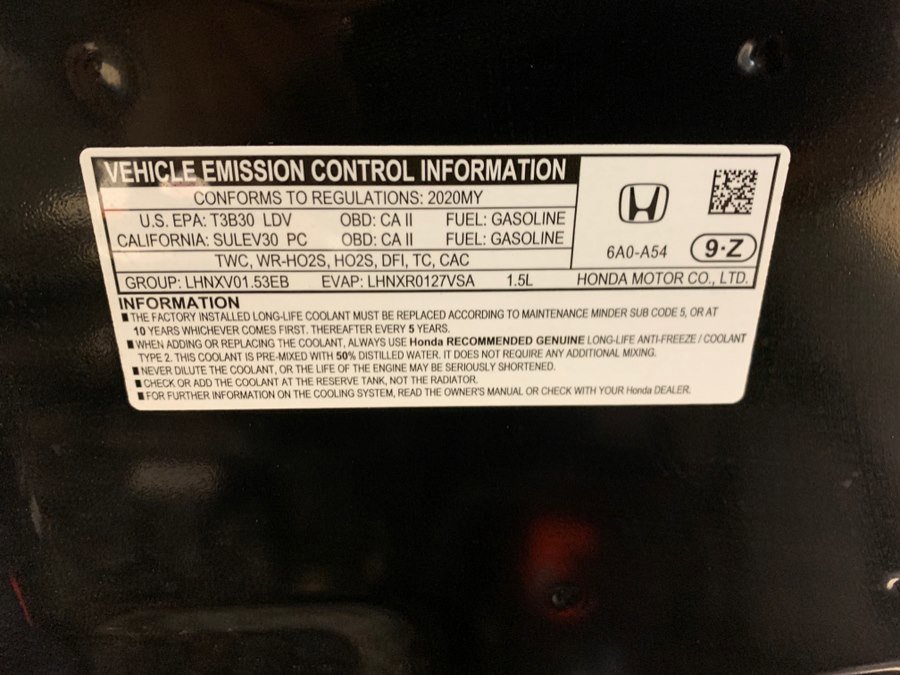 VEHICLE EMISSION CONTROL INFORMATION
CONFORMS TO REGULATIONS: 2020MY
U.S. EPA: T3B30 LDV OBD: CA II FUEL: GASOLINE
CALIFORNIA: SULEV30 PC OBD: CA II FUEL: GASOLINE
TWC, WR-HO2S, HO2S, DFI, TC, CAC
6A0-A54 9·Z
GROUP: LHNXV01.53EB EVAP: LHNXR0127VSA 1.5L HONDA MOTOR CO., LTD.
INFORMATION
■ THE FACTORY INSTALLED LONG-LIFE COOLANT MUST BE REPLACED ACCORDING TO MAINTENANCE MINDER SUB CODE 5, OR AT
10 YEARS WHICHEVER COMES FIRST. THEREAFTER EVERY 5 YEARS.
■ WHEN ADDING OR REPLACING THE COOLANT, ALWAYS USE Honda RECOMMENDED GENUINE LONG-LIFE ANTI-FREEZE / COOLANT
TYPE 2. THIS COOLANT IS PRE-MIXED WITH 50% DISTILLED WATER. IT DOES NOT REQUIRE ANY ADDITIONAL MIXING.
■ NEVER DILUTE THE COOLANT, OR THE LIFE OF THE ENGINE MAY BE SERIOUSLY SHORTENED.
■ CHECK OR ADD THE COOLANT AT THE RESERVE TANK, NOT THE RADIATOR.
■ FOR FURTHER INFORMATION ON THE COOLING SYSTEM, READ THE OWNER'S MANUAL OR CHECK WITH YOUR Honda DEALER.